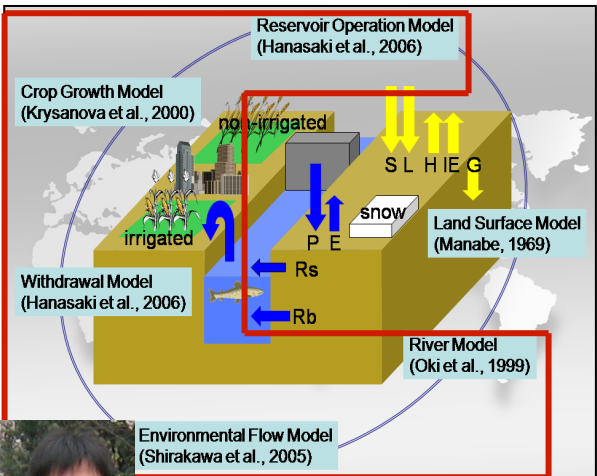 Reservoir Operation Model
(Hanasaki et al., 2006)
Crop Growth Model
(Krysanova et al., 2000)
non-irrigated
S L H lE G
snow
Land Surface Model
(Manabe, 1969)
irrigated
P E
Withdrawal Model
(Hanasaki et al., 2006)
Rs
Rb
River Model
(Oki et al., 1999)
Environmental Flow Model
(Shirakawa et al., 2005)